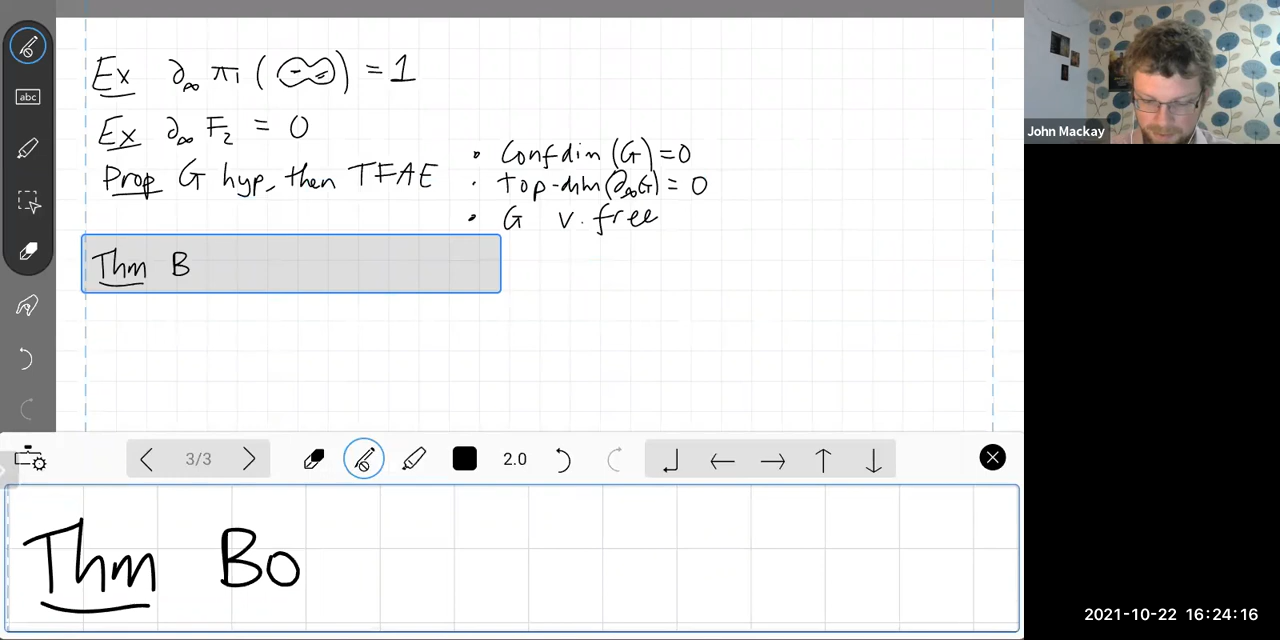 Ex ∂∞ π1 ( ) = 1
Ex ∂∞ F2 = 0
Prop G hyp, then TFAE
• Confdim (G) = 0
• top-dim (∂∞G) = 0
• G v. free
Thm B
abc
3/3
2.0
Thm Bo
John Mackay
2021-10-22 16:24:16